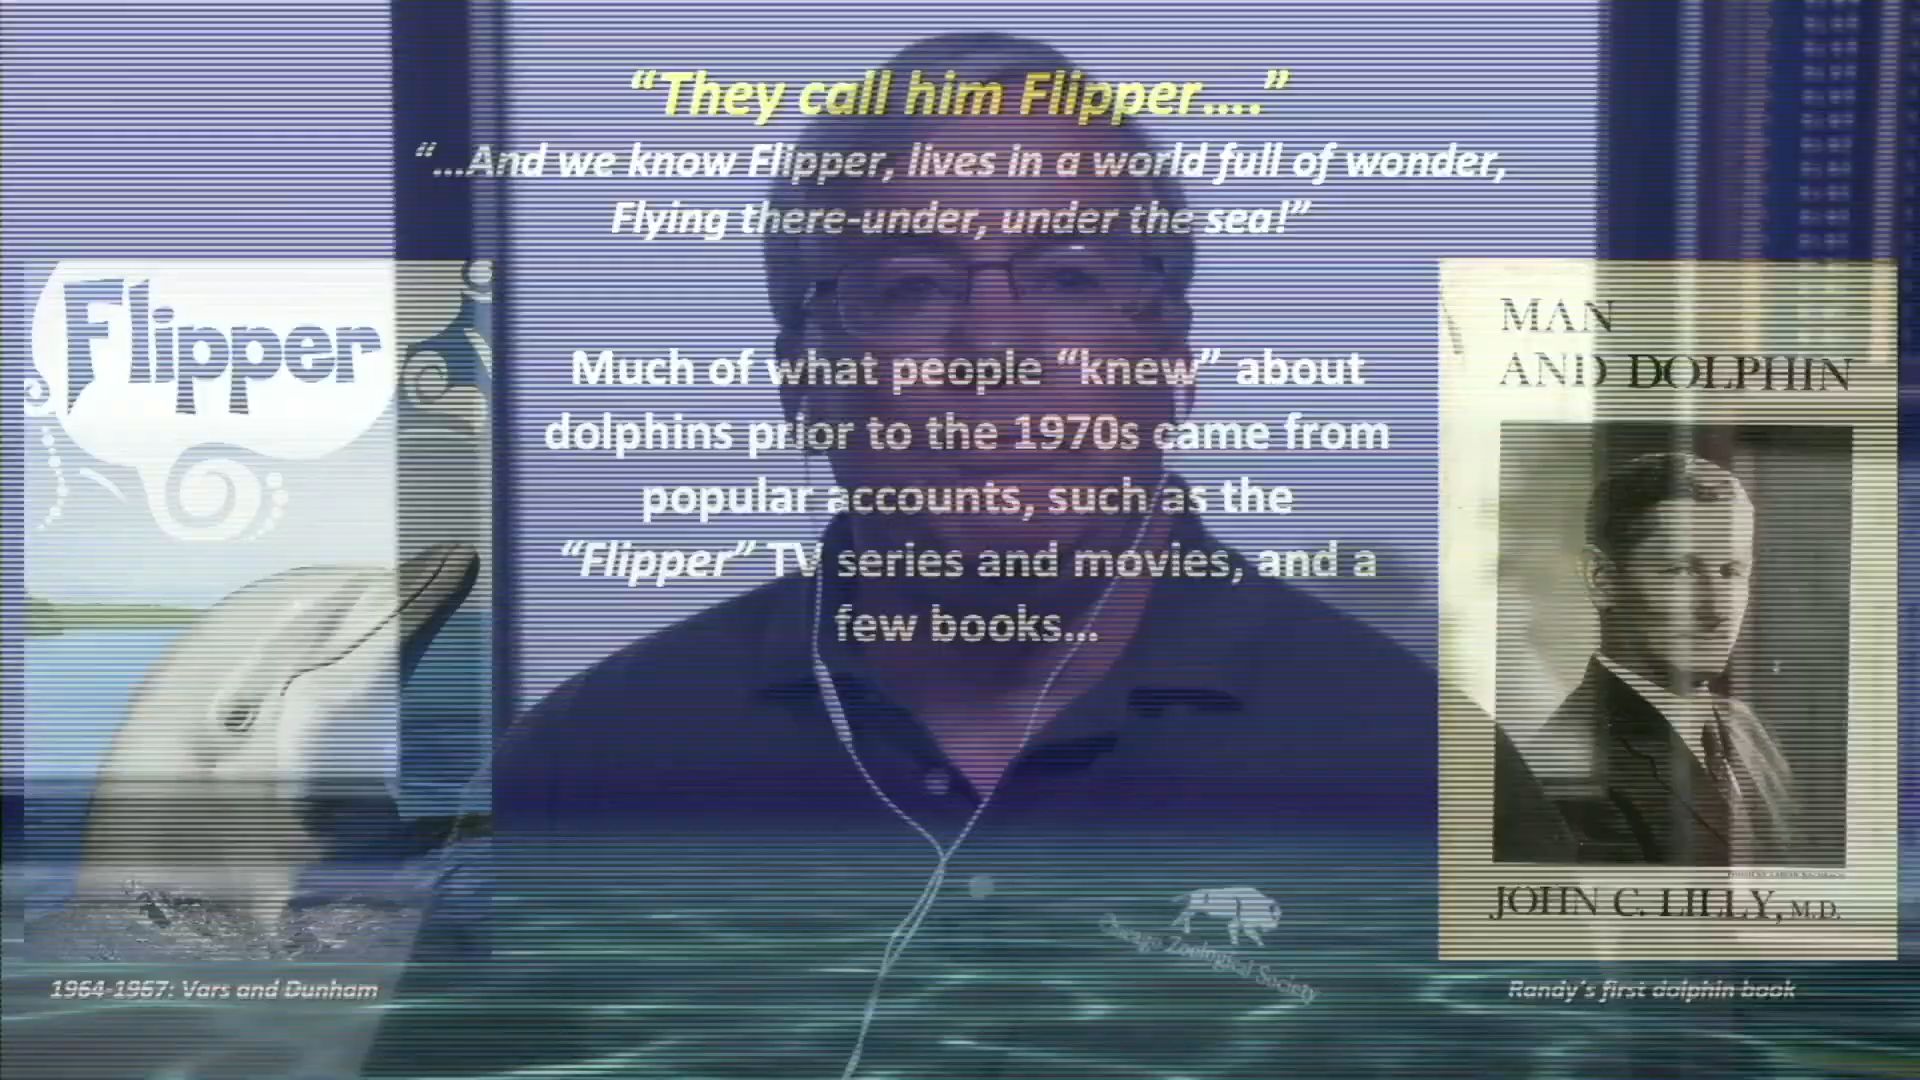 “They call him Flipper....”
“...And we know Flipper, lives in a world full of wonder,
Flying there-under, under the sea!”
Flipper
Much of what people “knew” about
dolphins prior to the 1970s came from
popular accounts, such as the
“Flipper” TV series and movies, and a
few books...
MAN
AND DOLPHIN
JOHN C. LILLY, M.D.
Chicago Zoological Society
1964-1967: Vars and Dunham
Randy's first dolphin book